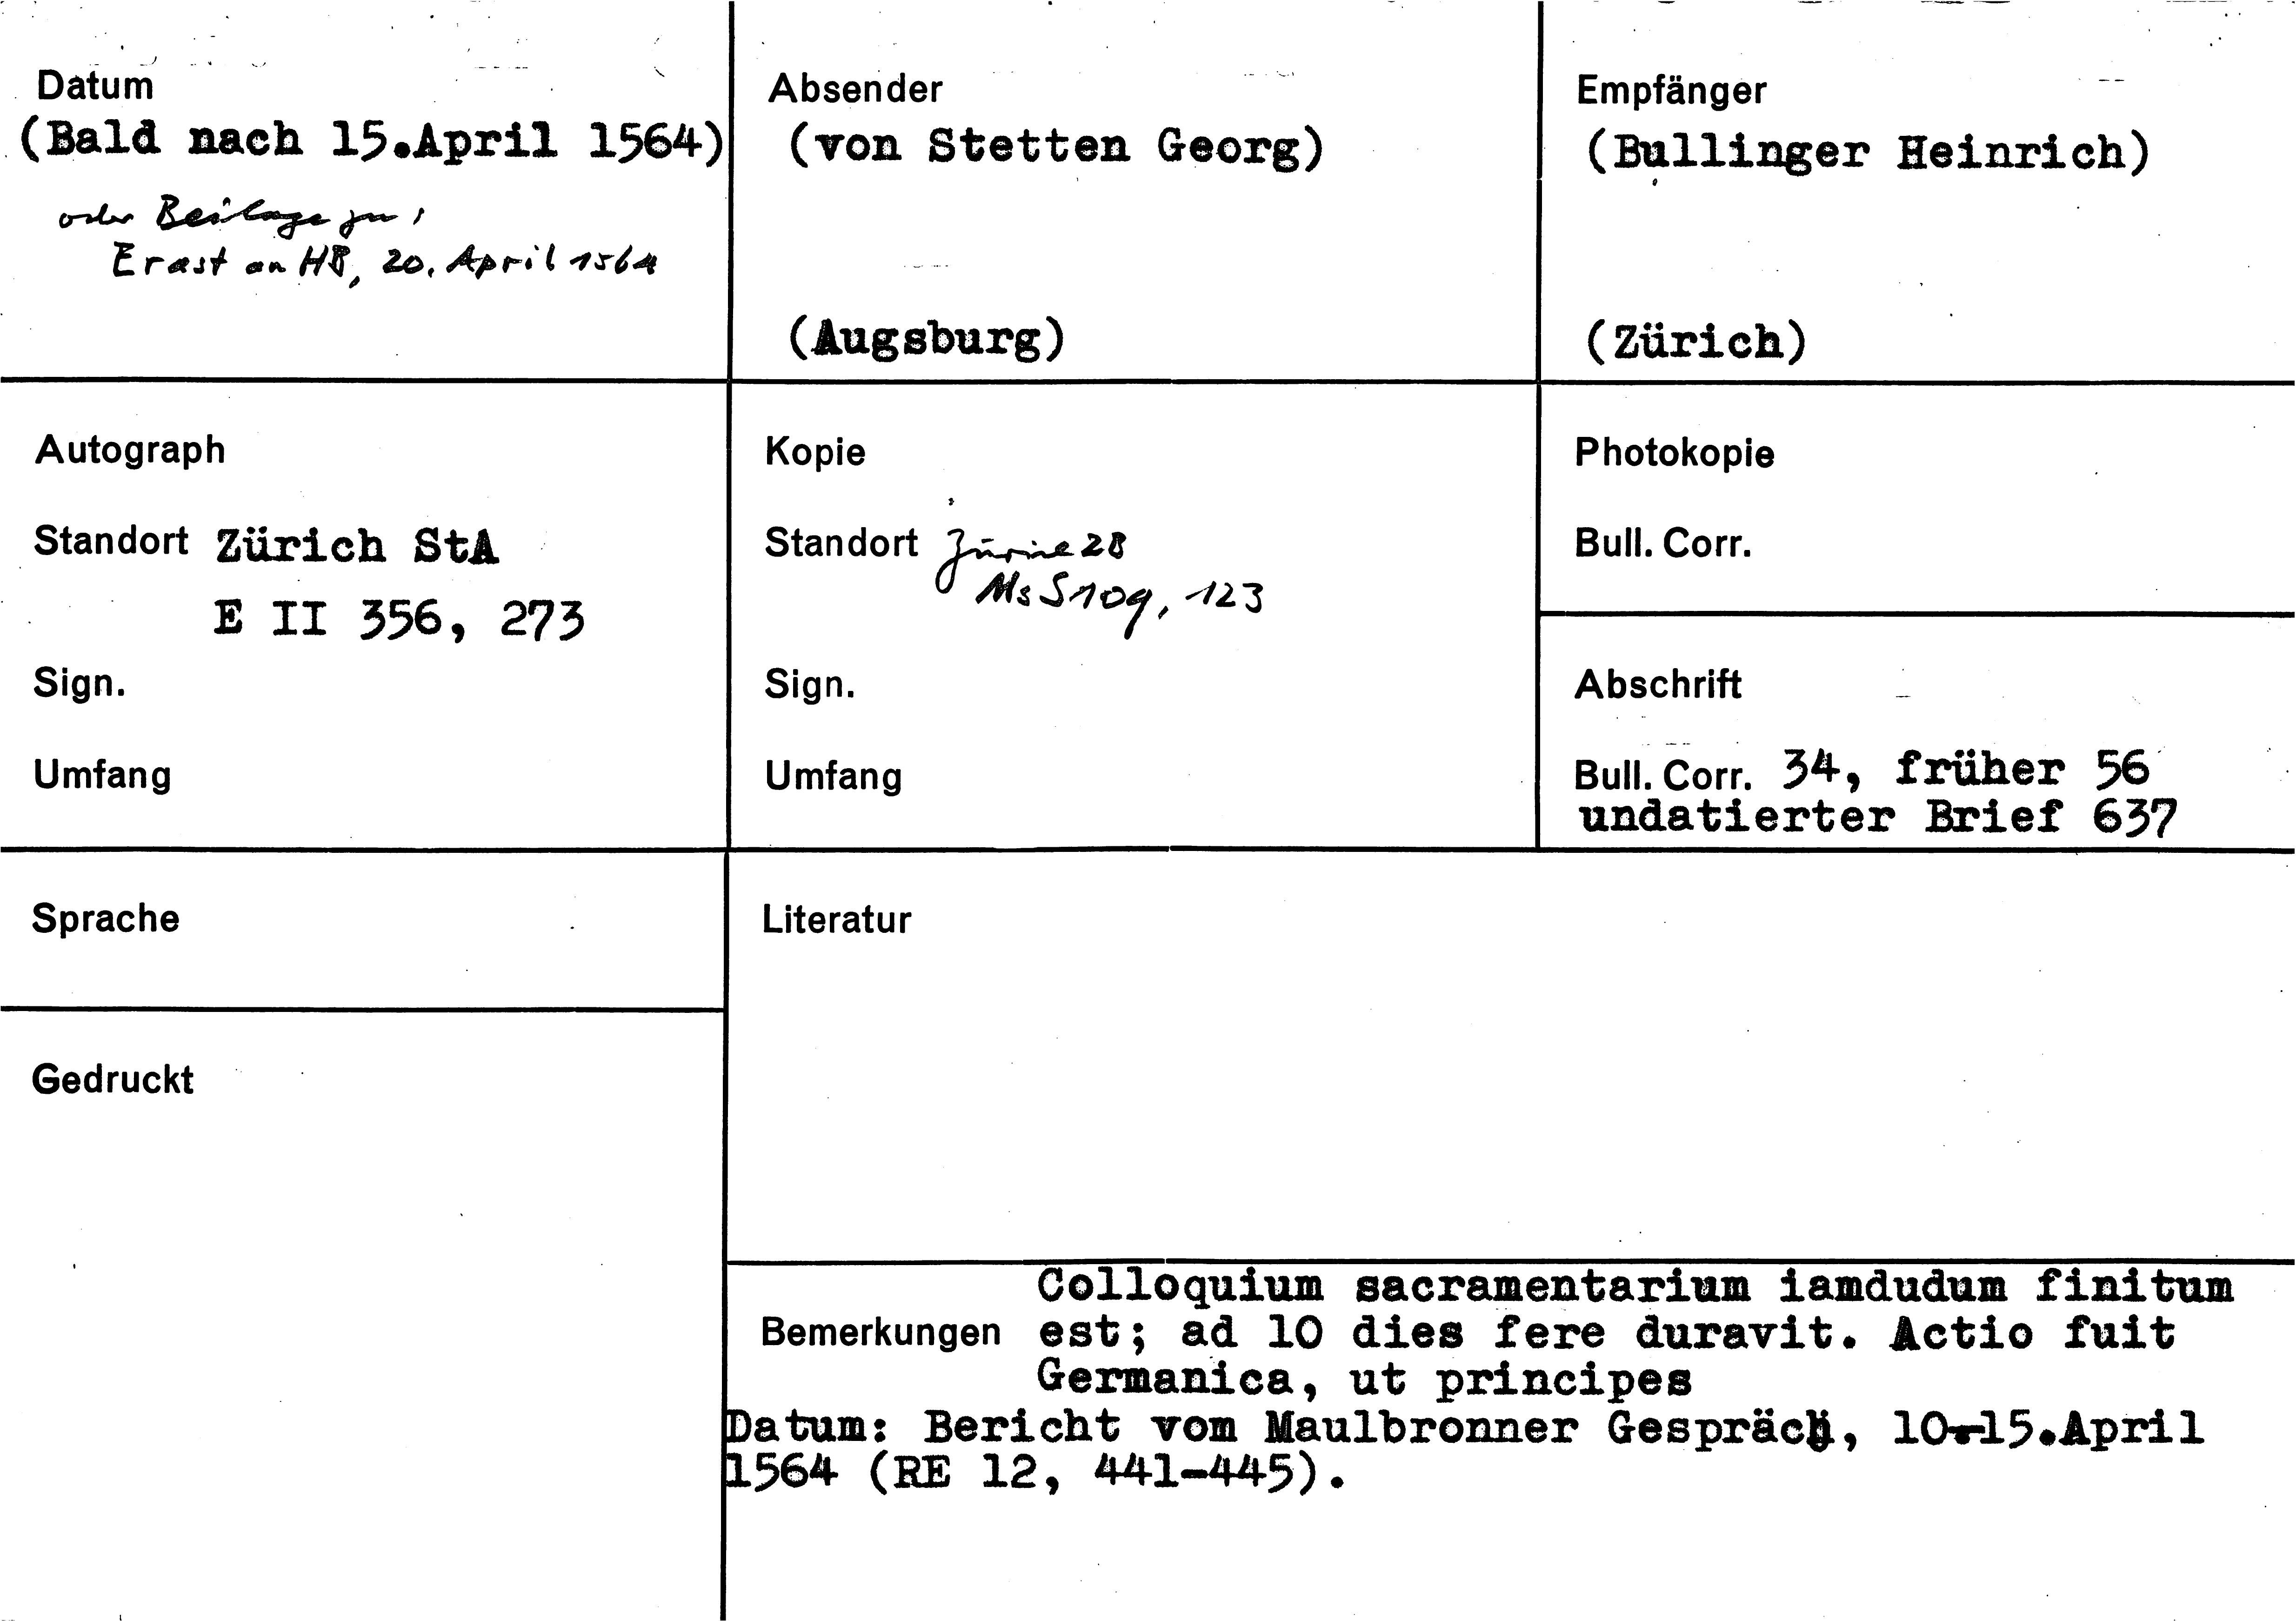 Datum
(Bald nach 15.April 1564)
oder Beilage zu:
Erast an HB, 20. April 1564
Absender
(von Stetten Georg)
(Augsburg)
Empfänger
(Bullinger Heinrich)
(Zürich)
Autograph
Standort Zürich StA
E II 356, 273
Sign.
Umfang
Kopie
Standort Zürich ZB
Ms S 109, 123
Sign.
Umfang
Photokopie
Bull. Corr.
Abschrift
Bull. Corr. 34, früher 56
undatierter Brief 637
Sprache
Gedruckt
Literatur
Colloquium sacramentarium iamdudum finitum
Bemerkungen est; ad 10 dies fere duravit. Actio fuit
Germanica, ut principes
Datum: Bericht vom Maulbronner Gespräch, 10.-15.April
1564 (RE 12, 441-445).